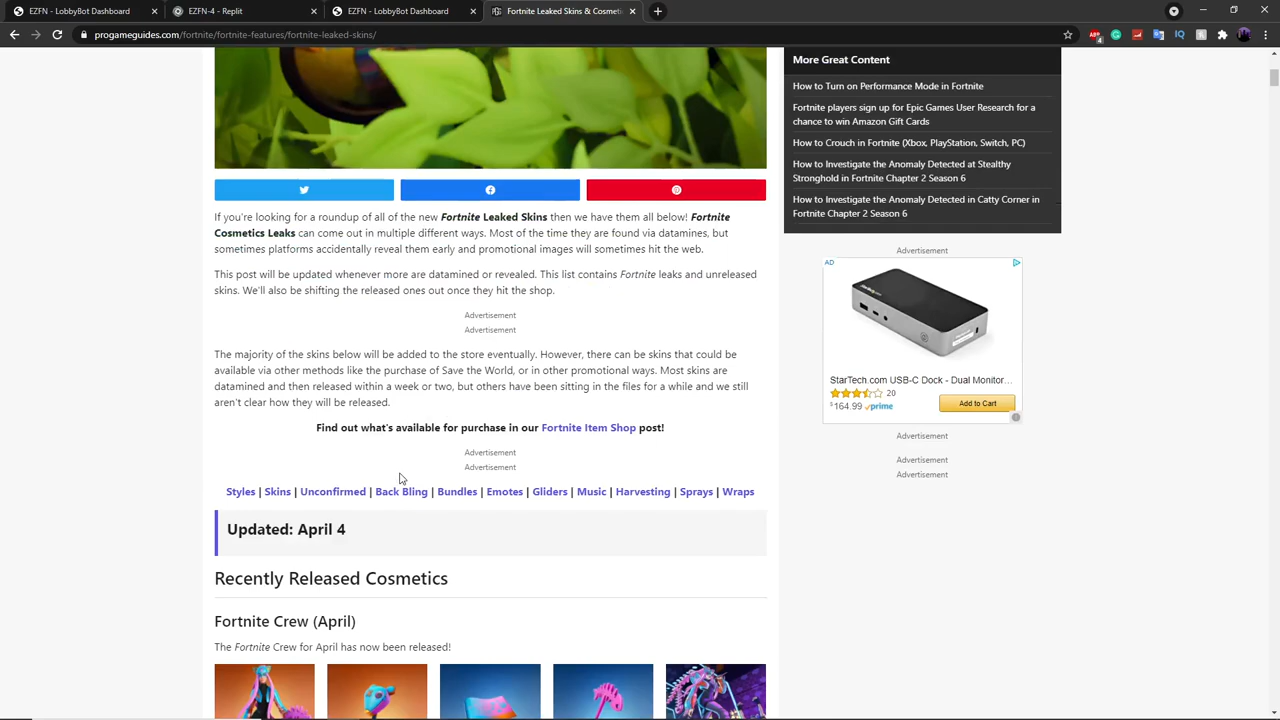 EZFN - LobbyBot Dashboard
EZFN-4 - Replit
EZFN - LobbyBot Dashboard
Fortnite Leaked Skins & Cosmeti
progameguides.com/fortnite/fortnite-features/fortnite-leaked-skins/
If you're looking for a roundup of all of the new Fortnite Leaked Skins then we have them all below! Fortnite
Cosmetics Leaks can come out in multiple different ways. Most of the time they are found via datamines, but
sometimes platforms accidentally reveal them early and promotional images will sometimes hit the web.
This post will be updated whenever more are datamined or revealed. This list contains Fortnite leaks and unreleased
skins. We'll also be shifting the released ones out once they hit the shop.
Advertisement
Advertisement
The majority of the skins below will be added to the store eventually. However, there can be skins that could be
available via other methods like the purchase of Save the World, or in other promotional ways. Most skins are
datamined and then released within a week or two, but others have been sitting in the files for a while and we still
aren't clear how they will be released.
Find out what's available for purchase in our Fortnite Item Shop post!
Advertisement
Advertisement
Styles | Skins | Unconfirmed | Back Bling | Bundles | Emotes | Gliders | Music | Harvesting | Sprays | Wraps
Updated: April 4
Recently Released Cosmetics
Fortnite Crew (April)
The Fortnite Crew for April has now been released!
More Great Content
How to Turn on Performance Mode in Fortnite
Fortnite players sign up for Epic Games User Research for a
chance to win Amazon Gift Cards
How to Crouch in Fortnite (Xbox, PlayStation, Switch, PC)
How to Investigate the Anomaly Detected at Stealthy
Stronghold in Fortnite Chapter 2 Season 6
How to Investigate the Anomaly Detected in Catty Corner in
Fortnite Chapter 2 Season 6
Advertisement
AD
StarTech.com USB-C Dock - Dual Monitor...
20
$164.99 prime
Add to Cart
Advertisement
Advertisement
Advertisement